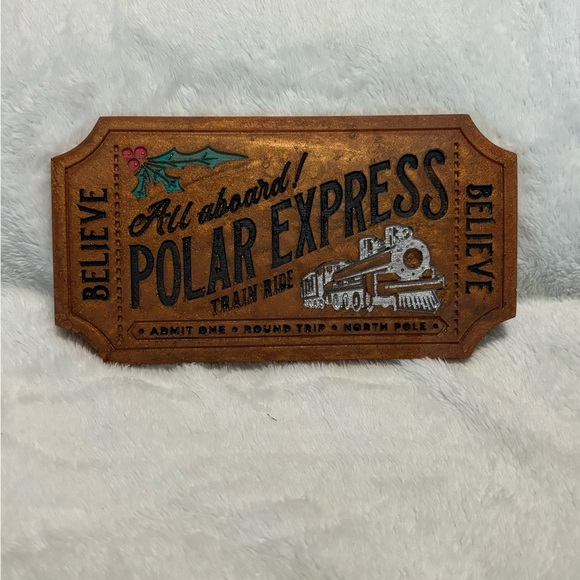 BELIEVE
All aboard!
POLAR EXPRESS
TRAIN RIDE
• ADMIT ONE • ROUND TRIP • NORTH POLE •
BELIEVE